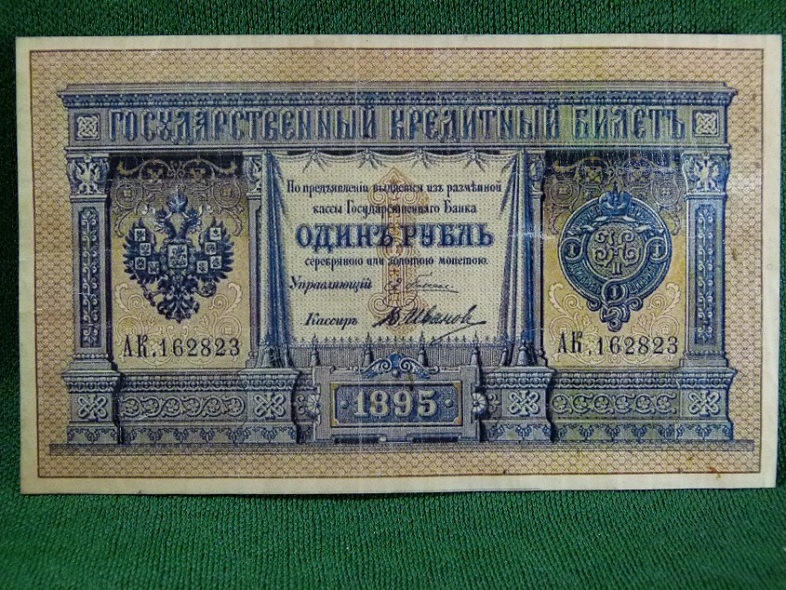 ГОСУДАРСТВЕННЫЙ КРЕДИТНЫЙ БИЛЕТЪ
По предъявленіи выдается изъ размѣнной
кассы Государственнаго Банка
ОДИНЪ РУБЛЬ
серебряною или золотою монетою.
Управляющій
Кассиръ В. Иванов
АК. 162823
АК. 162823
1895